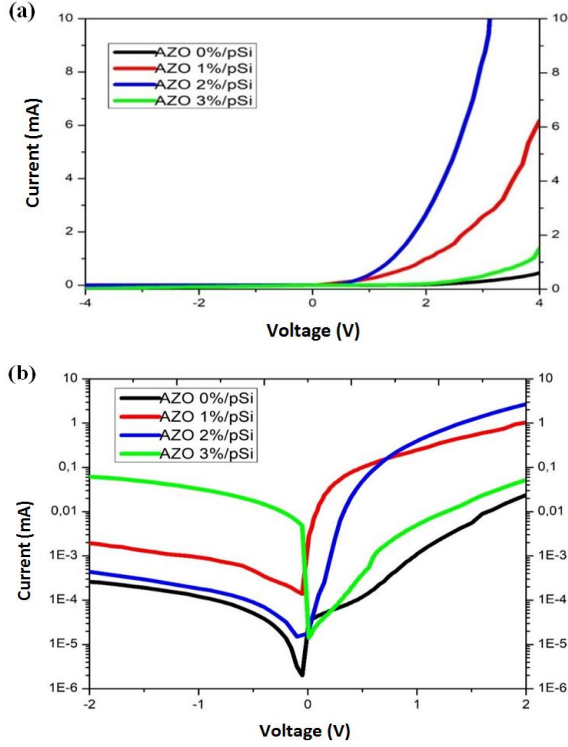 (a)
10
8
6
4
2
0
10
8
6
4
2
0
AZO 0%/pSi
AZO 1%/pSi
AZO 2%/pSi
AZO 3%/pSi
Current (mA)
-4 -2 0 2 4
Voltage (V)
(b)
10
1
0,1
0,01
1E-3
1E-4
1E-5
1E-6
10
1
0,1
0,01
1E-3
1E-4
1E-5
1E-6
AZO 0%/pSi
AZO 1%/pSi
AZO 2%/pSi
AZO 3%/pSi
Current (mA)
-2 -1 0 1 2
Voltage (V)